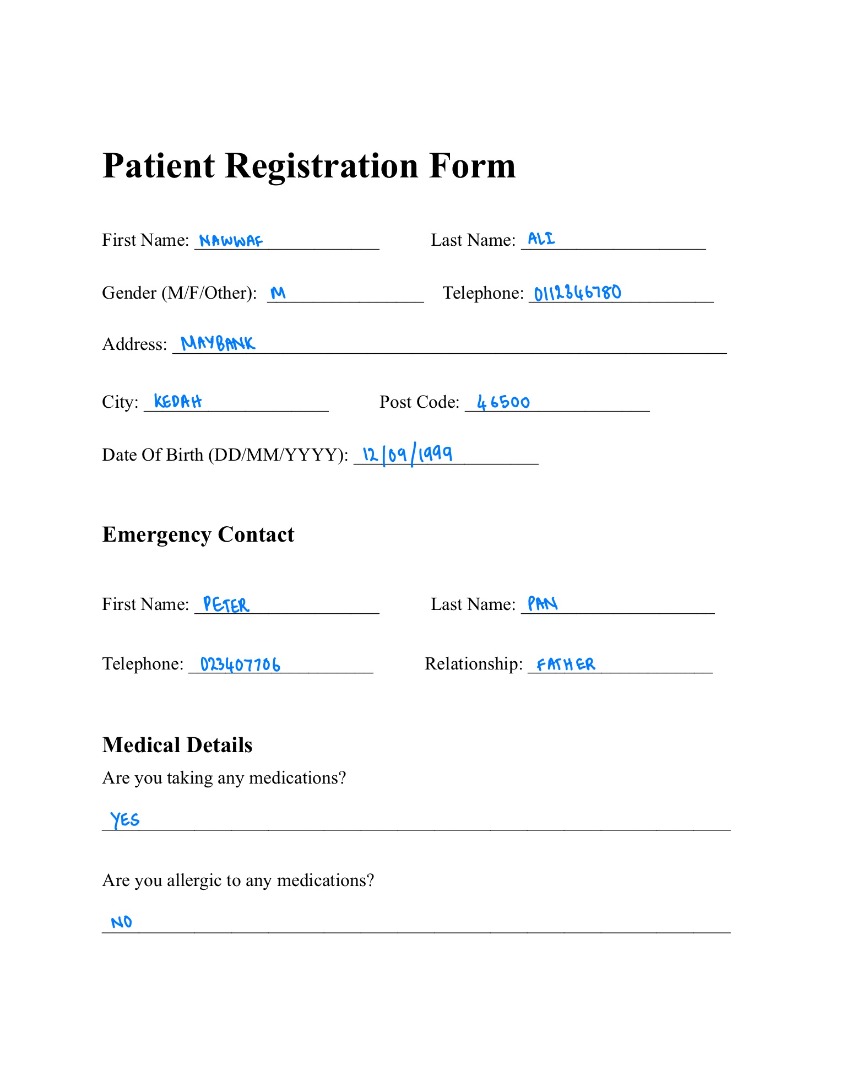 Patient Registration Form
First Name: NAWWAF Last Name: ALI
Gender (M/F/Other): M Telephone: 0112346780
Address: MAYBANK
City: KEDAH Post Code: 46500
Date Of Birth (DD/MM/YYYY): 12/09/1999
Emergency Contact
First Name: PETER Last Name: PAN
Telephone: 023407706 Relationship: FATHER
Medical Details
Are you taking any medications?
YES
Are you allergic to any medications?
NO